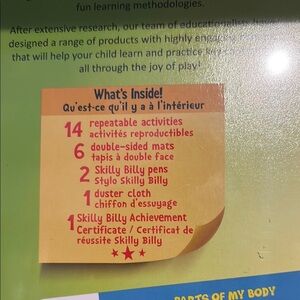 fun learning methodologies.
After extensive research, our team of educationalists have
designed a range of products with highly engaging
that will help your child learn and practice key
all through the joy of play!
What's Inside!
Qu'est-ce qu'il y a à l'intérieur
14 repeatable activities
activités reproductibles
6 double-sided mats
tapis à double face
2 Skilly Billy pens
Stylo Skilly Billy
1 duster cloth
chiffon d'essuyage
1 Skilly Billy Achievement
Certificate / Certificat de
réussite Skilly Billy
PARTS OF MY BODY